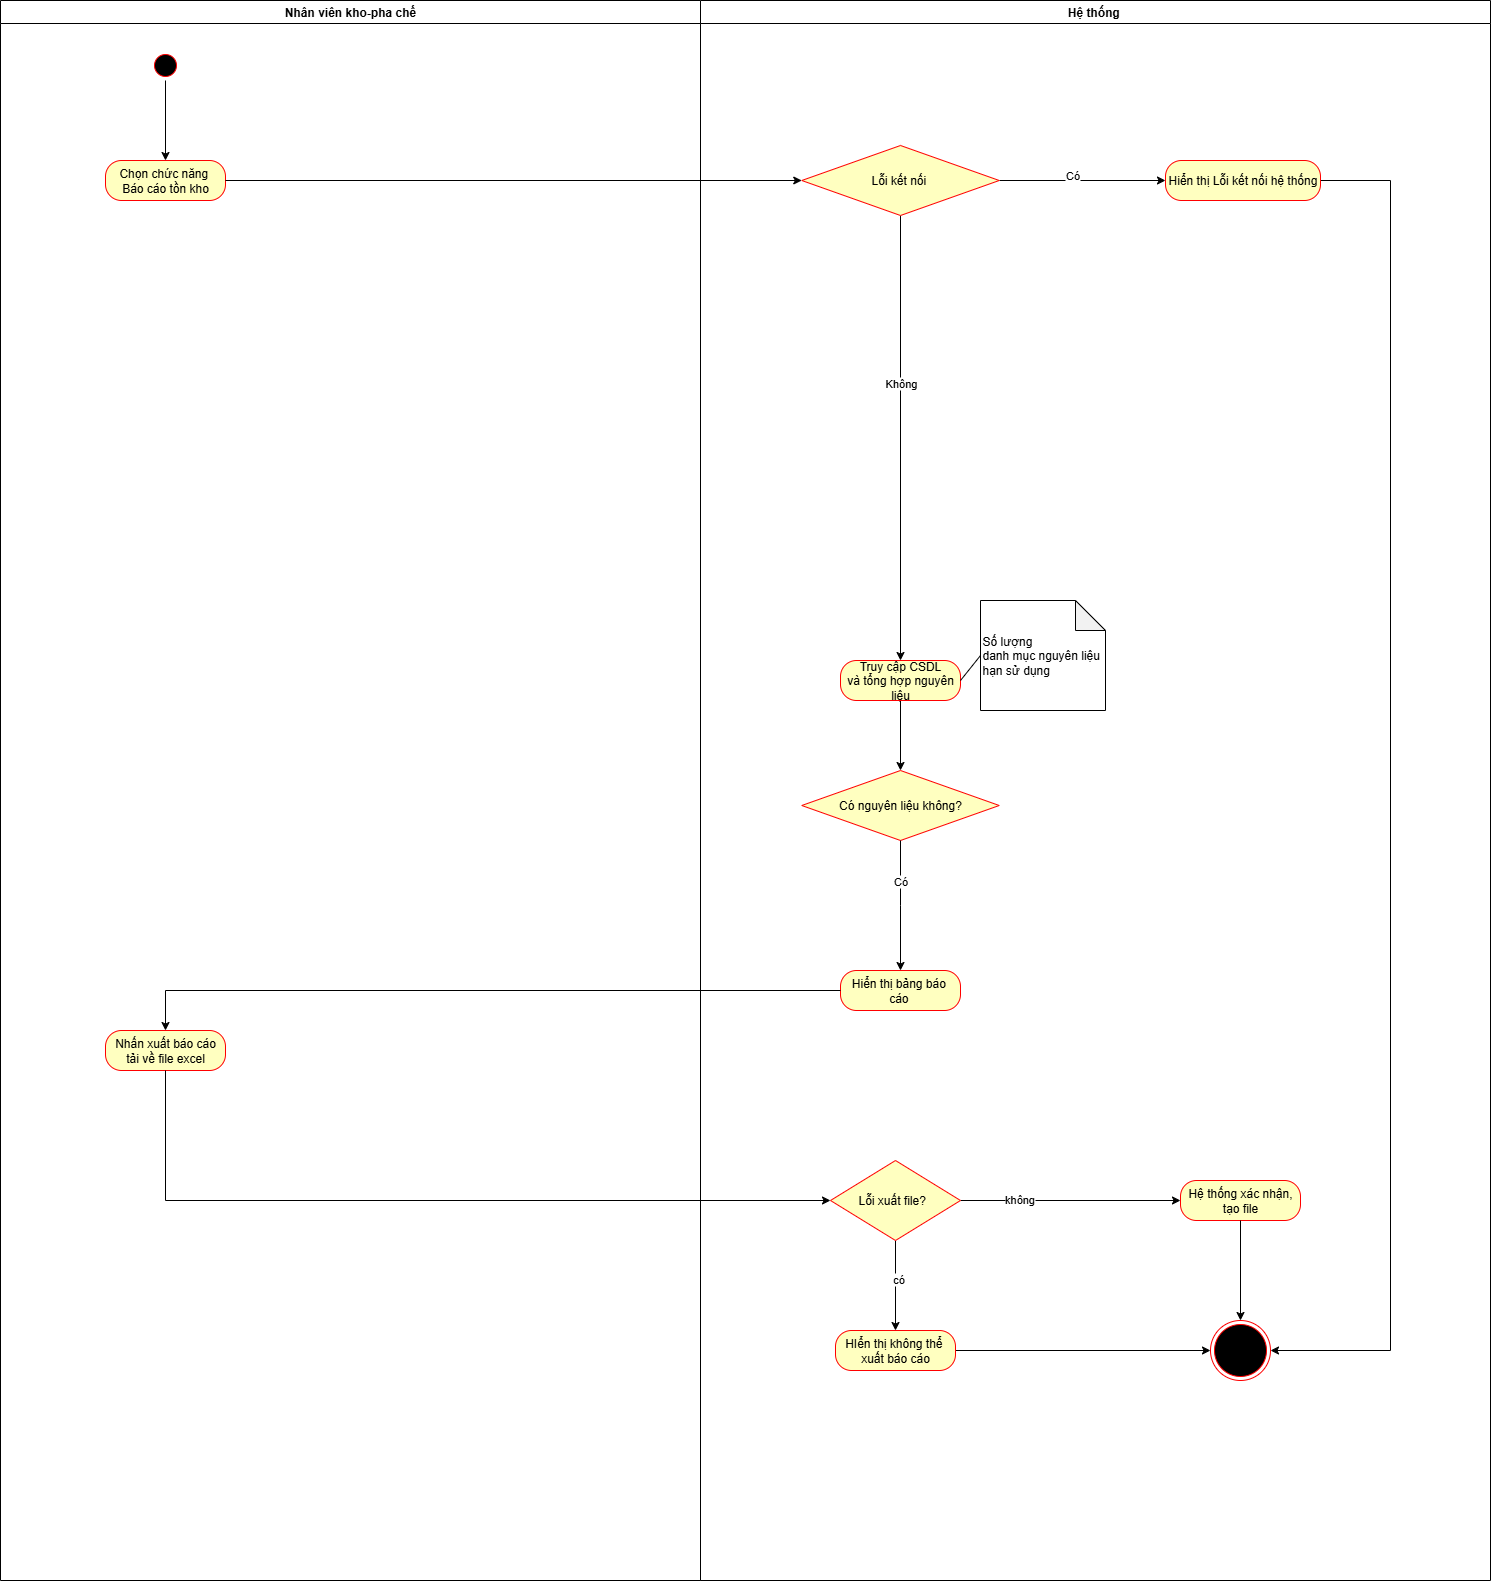 Nhân viên kho-pha chế
Hệ thống
Chọn chức năng
Báo cáo tồn kho
Lỗi kết nối
Có
Hiển thị Lỗi kết nối hệ thống
Không
Số lượng
danh mục nguyên liệu
hạn sử dụng
Truy cập CSDL
và tổng hợp nguyên
liệu
Có nguyên liệu không?
Có
Hiển thị bảng báo
cáo
Nhấn xuất báo cáo
tải về file excel
Lỗi xuất file?
không
Hệ thống xác nhận,
tạo file
có
HIển thị không thể
xuất báo cáo